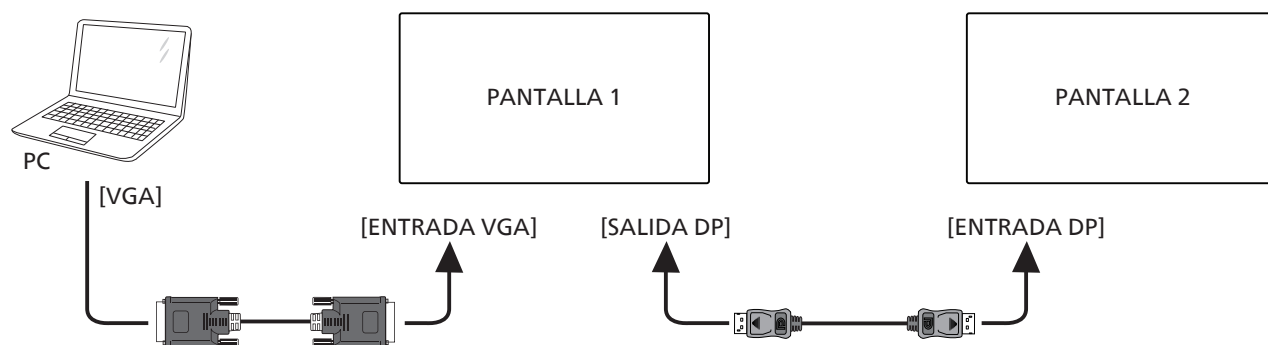 PANTALLA 1
PANTALLA 2
PC
[VGA]
[ENTRADA VGA]
[SALIDA DP]
[ENTRADA DP]